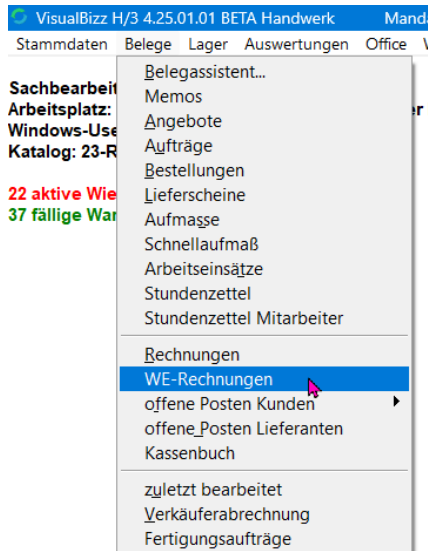 VisualBizz H/3 4.25.01.01 BETA Handwerk
Stammdaten Belege Lager Auswertungen Office
Sachbearbeit
Arbeitsplatz:
Windows-Use
Katalog: 23-R
22 aktive Wie
37 fällige War
Belegassistent...
Memos
Angebote
Aufträge
Bestellungen
Lieferscheine
Aufmasse
Schnellaufmaß
Arbeitseinsätze
Stundenzettel
Stundenzettel Mitarbeiter
Rechnungen
WE-Rechnungen
offene Posten Kunden
offene Posten Lieferanten
Kassenbuch
zuletzt bearbeitet
Verkäuferabrechnung
Fertigungsaufträge